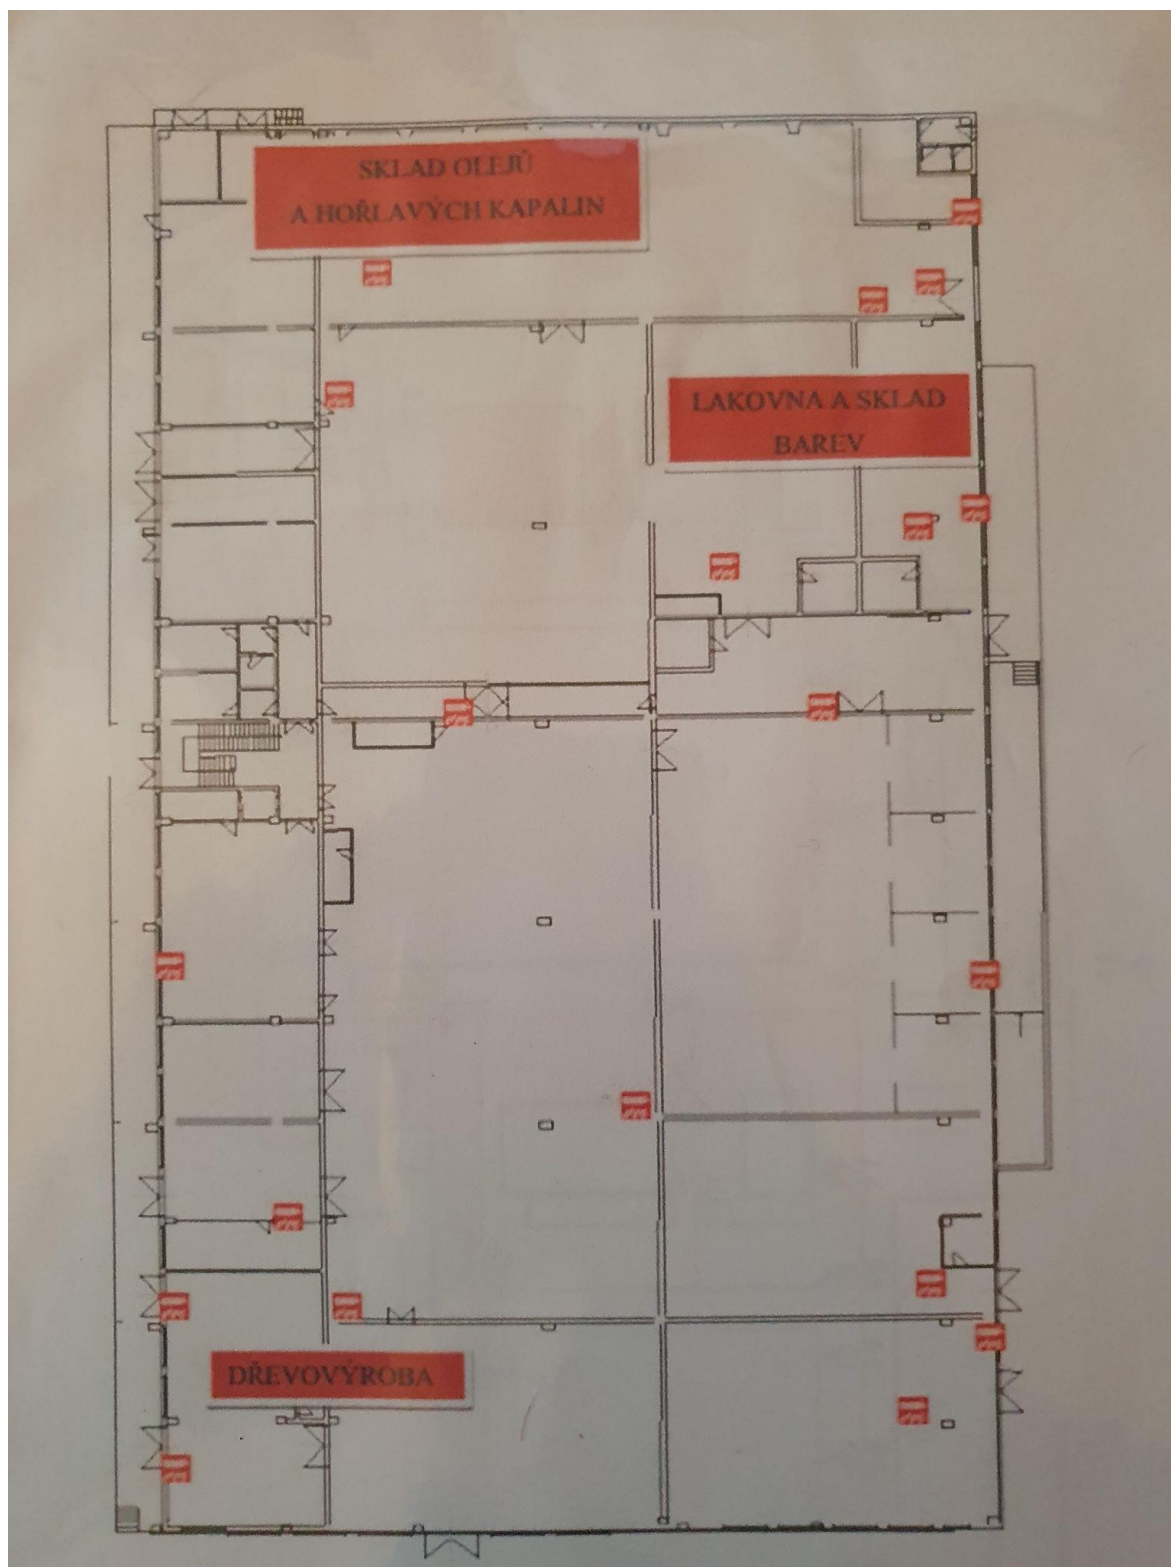 SKLAD OLEJŮ
A HOŘLAVÝCH KAPALIN
LAKOVNA A SKLAD
BAREV
DŘEVOVÝROBA